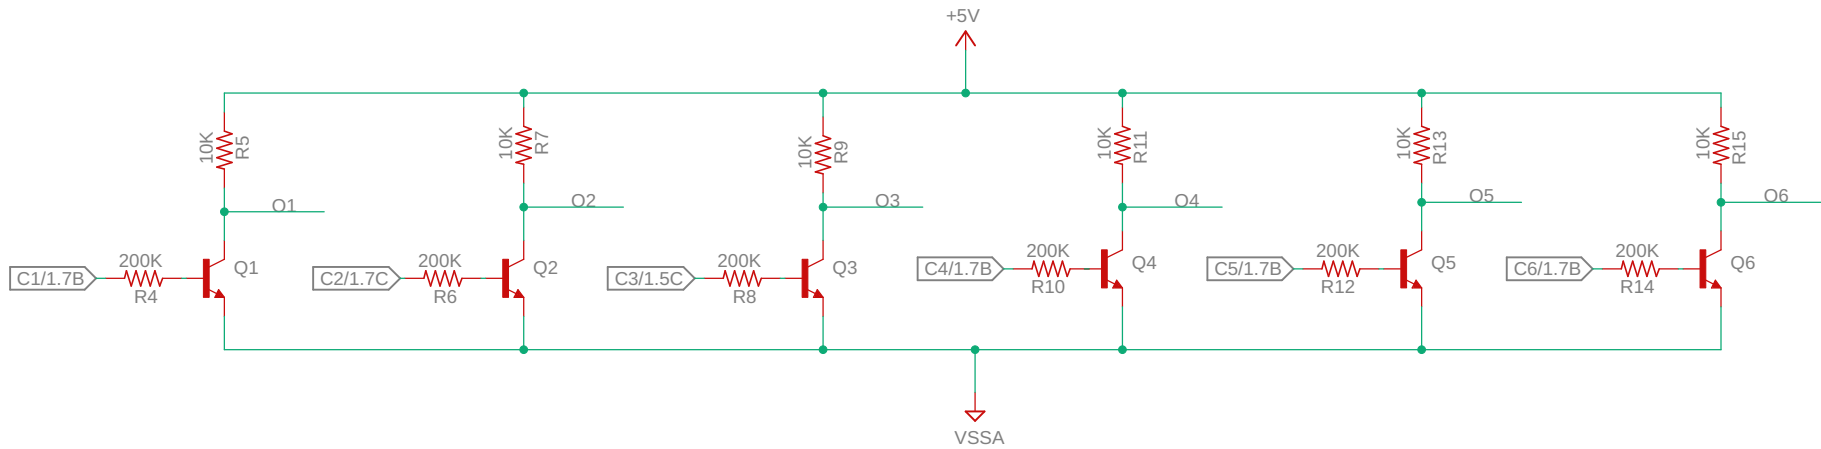 +5V
10K R5
10K R7
10K R9
10K R11
10K R13
10K R15
O1
O2
O3
O4
O5
O6
C1/1.7B 200K R4 Q1
C2/1.7C 200K R6 Q2
C3/1.5C 200K R8 Q3
C4/1.7B 200K R10 Q4
C5/1.7B 200K R12 Q5
C6/1.7B 200K R14 Q6
VSSA